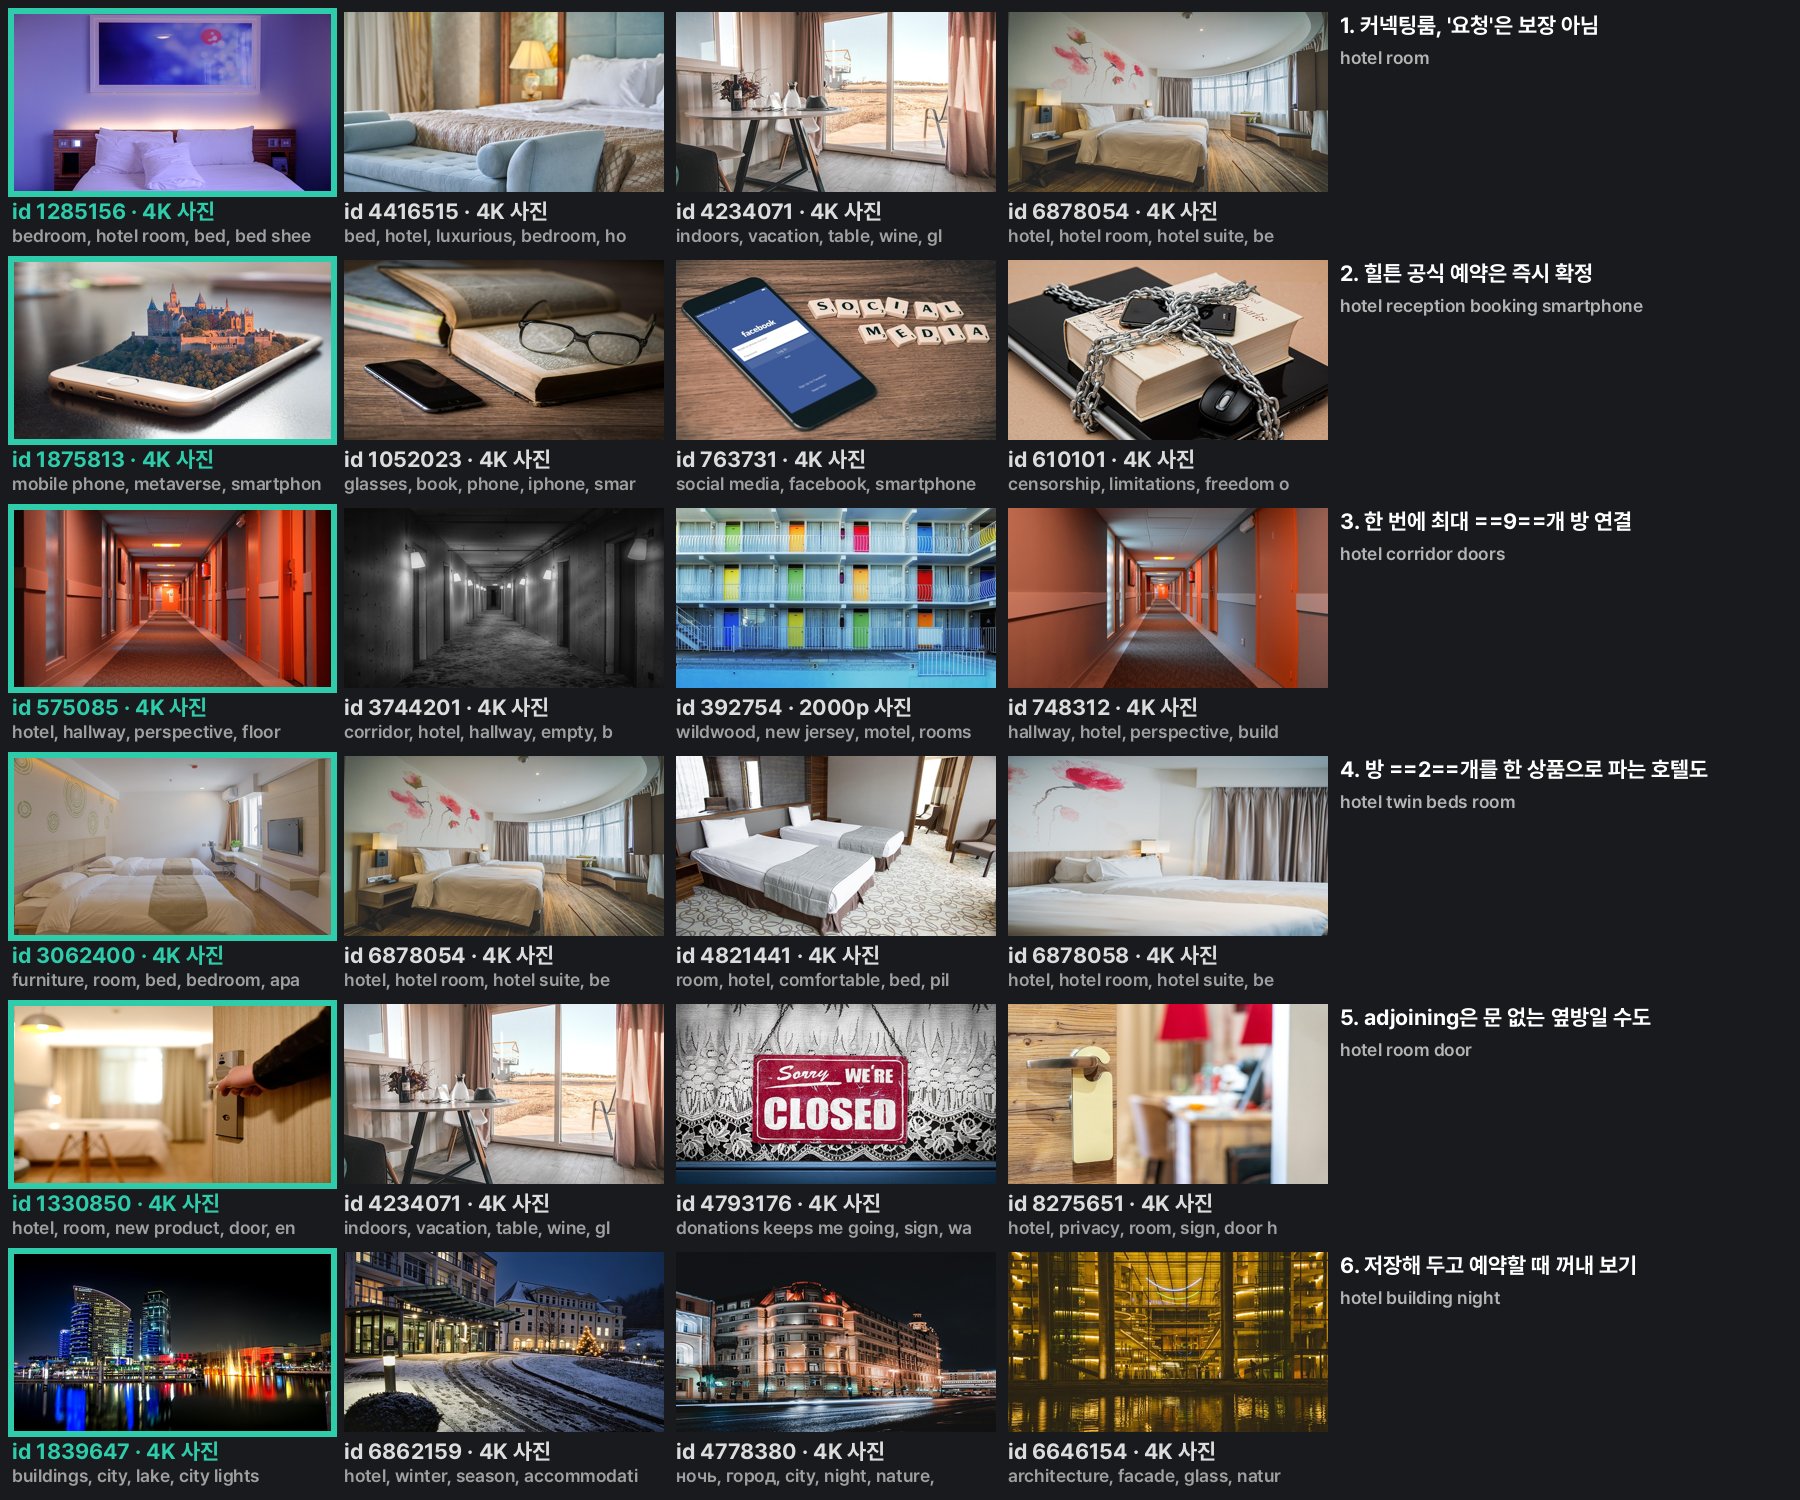 1. 커넥팅룸, '요청'은 보장 아님
hotel room
id 1285156 · 4K 사진
bedroom, hotel room, bed, bed shee
id 4416515 · 4K 사진
bed, hotel, luxurious, bedroom, ho
id 4234071 · 4K 사진
indoors, vacation, table, wine, gl
id 6878054 · 4K 사진
hotel, hotel room, hotel suite, be
2. 힐튼 공식 예약은 즉시 확정
hotel reception booking smartphone
facebook
SOCIAL
MEDIA
id 1875813 · 4K 사진
mobile phone, metaverse, smartphon
id 1052023 · 4K 사진
glasses, book, phone, iphone, smar
id 763731 · 4K 사진
social media, facebook, smartphone
id 610101 · 4K 사진
censorship, limitations, freedom o
3. 한 번에 최대 ==9==개 방 연결
hotel corridor doors
id 575085 · 4K 사진
hotel, hallway, perspective, floor
id 3744201 · 4K 사진
corridor, hotel, hallway, empty, b
id 392754 · 2000p 사진
wildwood, new jersey, motel, rooms
id 748312 · 4K 사진
hallway, hotel, perspective, build
4. 방 ==2==개를 한 상품으로 파는 호텔도
hotel twin beds room
id 3062400 · 4K 사진
furniture, room, bed, bedroom, apa
id 6878054 · 4K 사진
hotel, hotel room, hotel suite, be
id 4821441 · 4K 사진
room, hotel, comfortable, bed, pil
id 6878058 · 4K 사진
hotel, hotel room, hotel suite, be
5. adjoining은 문 없는 옆방일 수도
hotel room door
Sorry WE'RE
CLOSED
id 1330850 · 4K 사진
hotel, room, new product, door, en
id 4234071 · 4K 사진
indoors, vacation, table, wine, gl
id 4793176 · 4K 사진
donations keeps me going, sign, wa
id 8275651 · 4K 사진
hotel, privacy, room, sign, door h
6. 저장해 두고 예약할 때 꺼내 보기
hotel building night
id 1839647 · 4K 사진
buildings, city, lake, city lights
id 6862159 · 4K 사진
hotel, winter, season, accommodati
id 4778380 · 4K 사진
ночь, город, city, night, nature,
id 6646154 · 4K 사진
architecture, facade, glass, natur